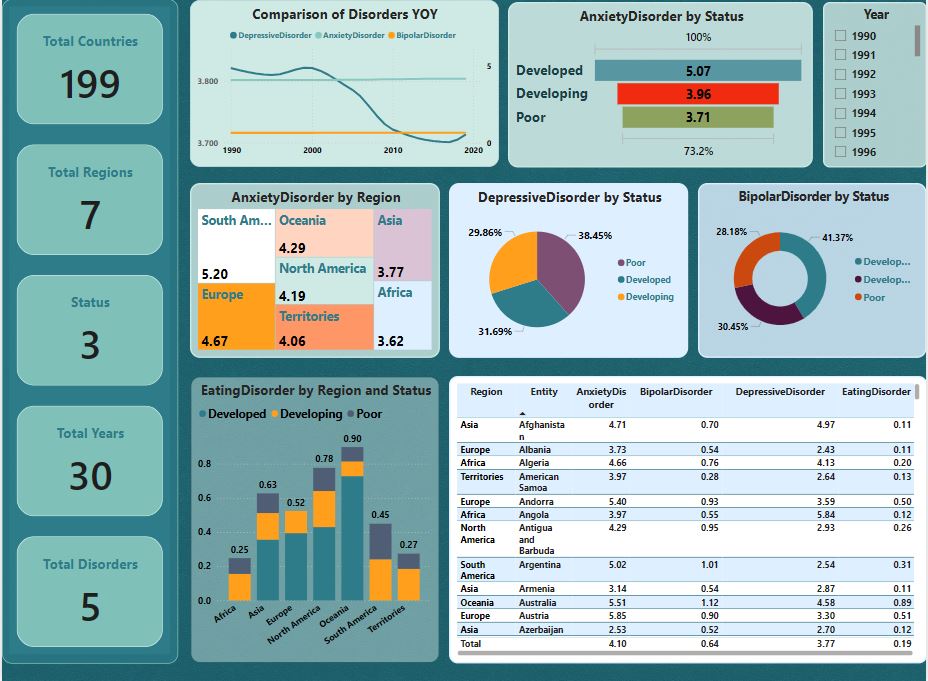 Total Countries
199
Total Regions
7
Status
3
Total Years
30
Total Disorders
5
Comparison of Disorders YOY
DepressiveDisorder AnxietyDisorder BipolarDisorder
3.800
3.700
5
0
1990 2000 2010 2020
AnxietyDisorder by Status
100%
Developed 5.07
Developing 3.96
Poor 3.71
73.2%
Year
1990
1991
1992
1993
1994
1995
1996
AnxietyDisorder by Region
South Am...
5.20
Europe
4.67
Oceania
4.29
North America
4.19
Territories
4.06
Asia
3.77
Africa
3.62
DepressiveDisorder by Status
29.86%
38.45%
31.69%
Poor
Developed
Developing
BipolarDisorder by Status
28.18%
41.37%
30.45%
Develop...
Develop...
Poor
EatingDisorder by Region and Status
Developed Developing Poor
0.8
0.6
0.4
0.2
0.0
0.25
0.63
0.52
0.78
0.90
0.45
0.27
Africa
Asia
Europe
North America
Oceania
South America
Territories
Region Entity AnxietyDis
order BipolarDisorder DepressiveDisorder EatingDisorder
Asia Afghanista
n 4.71 0.70 4.97 0.11
Europe Albania 3.73 0.54 2.43 0.11
Africa Algeria 4.66 0.76 4.13 0.20
Territories American
Samoa 3.97 0.28 2.64 0.13
Europe Andorra 5.40 0.93 3.59 0.50
Africa Angola 3.97 0.55 5.84 0.12
North
America Antigua
and
Barbuda 4.29 0.95 2.93 0.26
South
America Argentina 5.02 1.01 2.54 0.31
Asia Armenia 3.14 0.54 2.87 0.11
Oceania Australia 5.51 1.12 4.58 0.89
Europe Austria 5.85 0.90 3.30 0.51
Asia Azerbaijan 2.53 0.52 2.70 0.12
Total 4.10 0.64 3.77 0.19